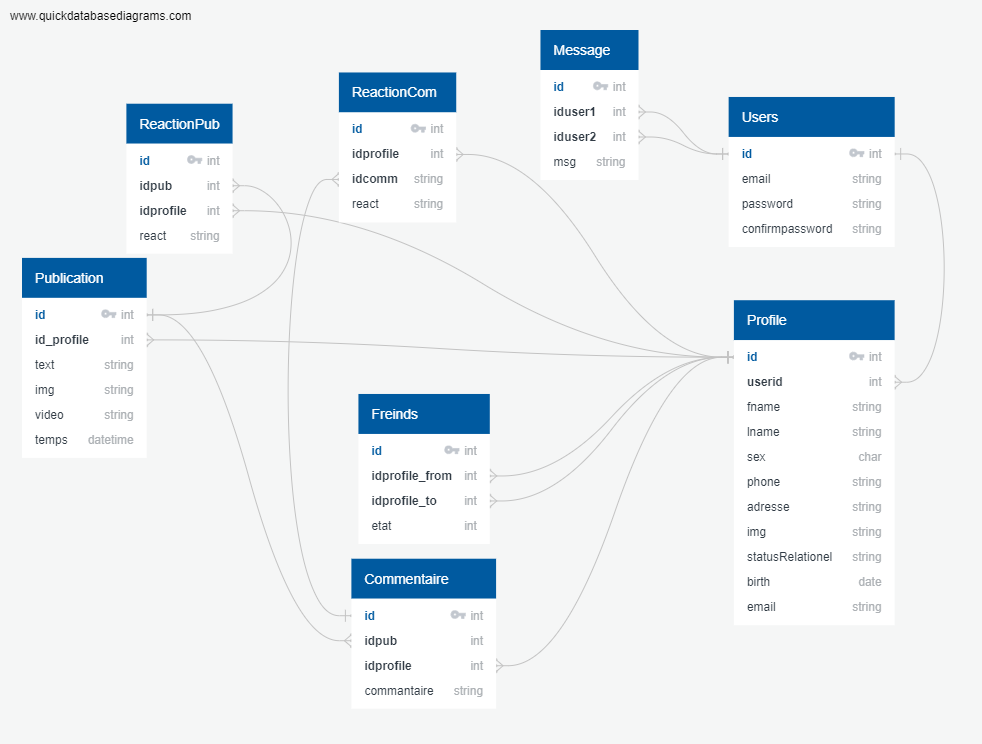 www.quickdatabasediagrams.com
Message
id int
iduser1 int
iduser2 int
msg string
ReactionCom
id int
idprofile int
idcomm string
react string
Users
id int
email string
password string
confirmpassword string
ReactionPub
id int
idpub int
idprofile int
react string
Publication
id int
id_profile int
text string
img string
video string
temps datetime
Profile
id int
userid int
fname string
lname string
sex char
phone string
adresse string
img string
statusRelationel string
birth date
email string
Freinds
id int
idprofile_from int
idprofile_to int
etat int
Commentaire
id int
idpub int
idprofile int
commantaire string